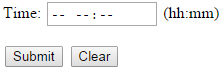 Time: -- --:-- (hh:mm)
Submit Clear